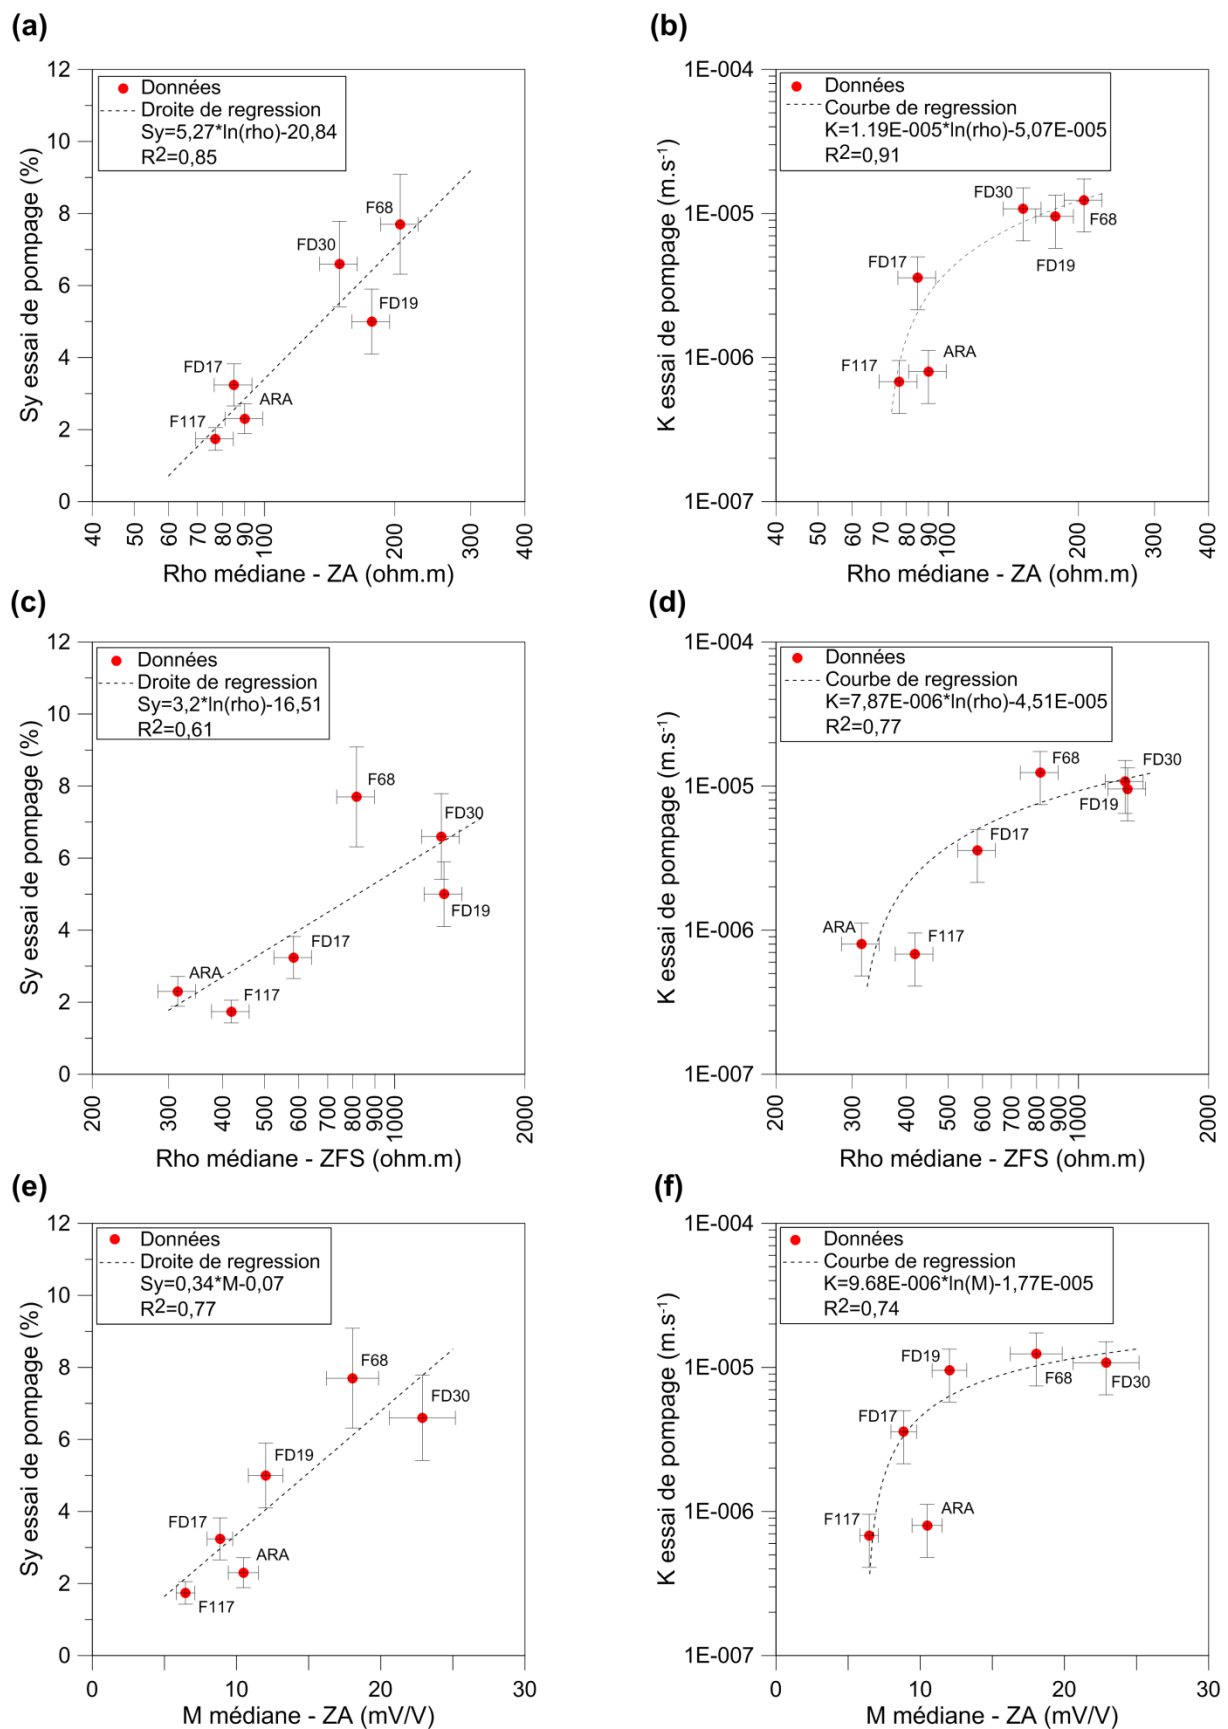 (a)
12
10
8
6
4
2
0
Sy essai de pompage (%)
Données
Droite de regression
Sy=5,27*ln(rho)-20,84
R2=0,85
F68
FD30
FD19
FD17
ARA
F117
40
50
60
70
80
90
100
200
300
400
Rho médiane - ZA (ohm.m)
(b)
1E-004
1E-005
1E-006
1E-007
K essai de pompage (m.s-1)
Données
Courbe de regression
K=1.19E-005*ln(rho)-5,07E-005
R2=0,91
FD30
F68
FD19
FD17
ARA
F117
40
50
60
70
80
90
100
200
300
400
Rho médiane - ZA (ohm.m)
(c)
12
10
8
6
4
2
0
Sy essai de pompage (%)
Données
Droite de regression
Sy=3,2*ln(rho)-16,51
R2=0,61
F68
FD30
FD19
FD17
ARA
F117
200
300
400
500
600
700
800
900
1000
2000
Rho médiane - ZFS (ohm.m)
(d)
1E-004
1E-005
1E-006
1E-007
K essai de pompage (m.s-1)
Données
Courbe de regression
K=7,87E-006*ln(rho)-4,51E-005
R2=0,77
F68
FD30
FD19
FD17
ARA
F117
200
300
400
500
600
700
800
900
1000
2000
Rho médiane - ZFS (ohm.m)
(e)
12
10
8
6
4
2
0
Sy essai de pompage (%)
Données
Droite de regression
Sy=0,34*M-0,07
R2=0,77
F68
FD30
FD19
FD17
ARA
F117
0
10
20
30
M médiane - ZA (mV/V)
(f)
1E-004
1E-005
1E-006
1E-007
K essai de pompage (m.s-1)
Données
Courbe de regression
K=9.68E-006*ln(M)-1,77E-005
R2=0,74
FD19
F68
FD30
FD17
F117
ARA
0
10
20
30
M médiane - ZA (mV/V)